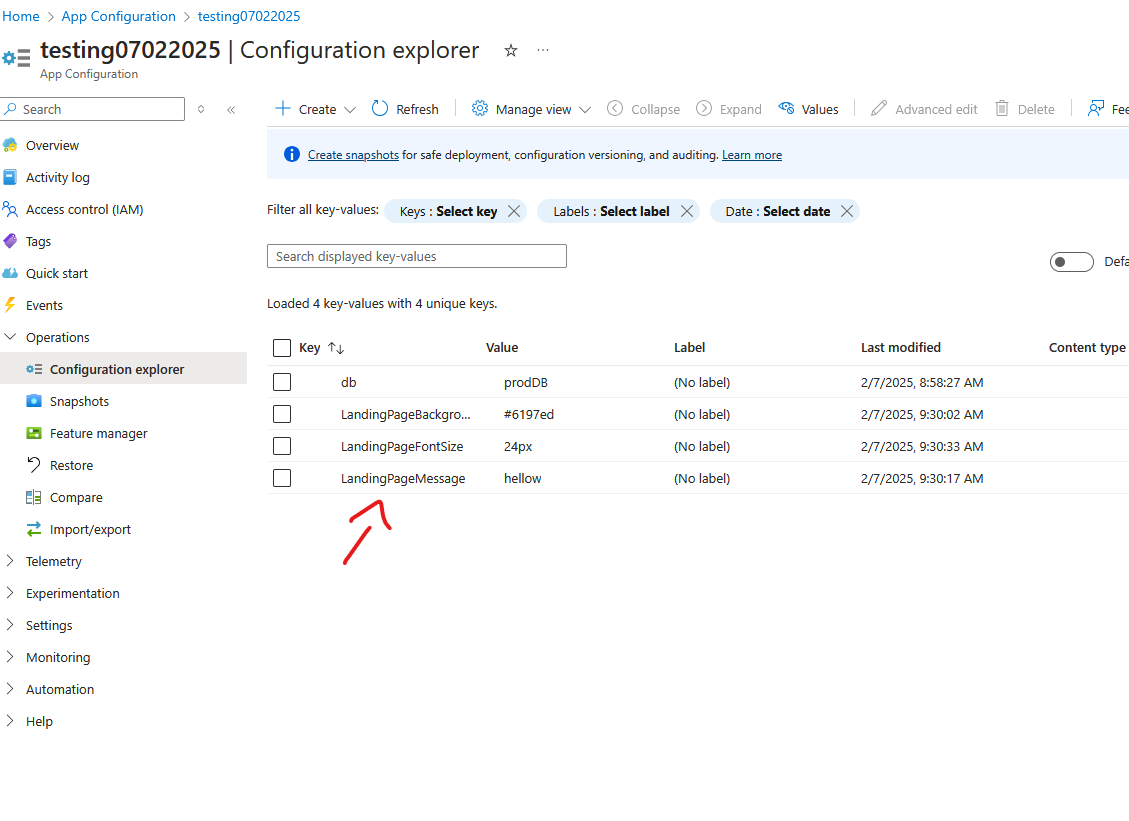 Home > App Configuration > testing07022025
testing07022025 | Configuration explorer
App Configuration
Search
Overview
Activity log
Access control (IAM)
Tags
Quick start
Events
Operations
Configuration explorer
Snapshots
Feature manager
Restore
Compare
Import/export
Telemetry
Experimentation
Settings
Monitoring
Automation
Help
Create Refresh Manage view Collapse Expand Values Advanced edit Delete Fee
Create snapshots for safe deployment, configuration versioning, and auditing. Learn more
Filter all key-values: Keys : Select key Labels : Select label Date : Select date
Search displayed key-values
Defa
Loaded 4 key-values with 4 unique keys.
Key Value Label Last modified Content type
db prodDB (No label) 2/7/2025, 8:58:27 AM
LandingPageBackgro... #6197ed (No label) 2/7/2025, 9:30:02 AM
LandingPageFontSize 24px (No label) 2/7/2025, 9:30:33 AM
LandingPageMessage hellow (No label) 2/7/2025, 9:30:17 AM